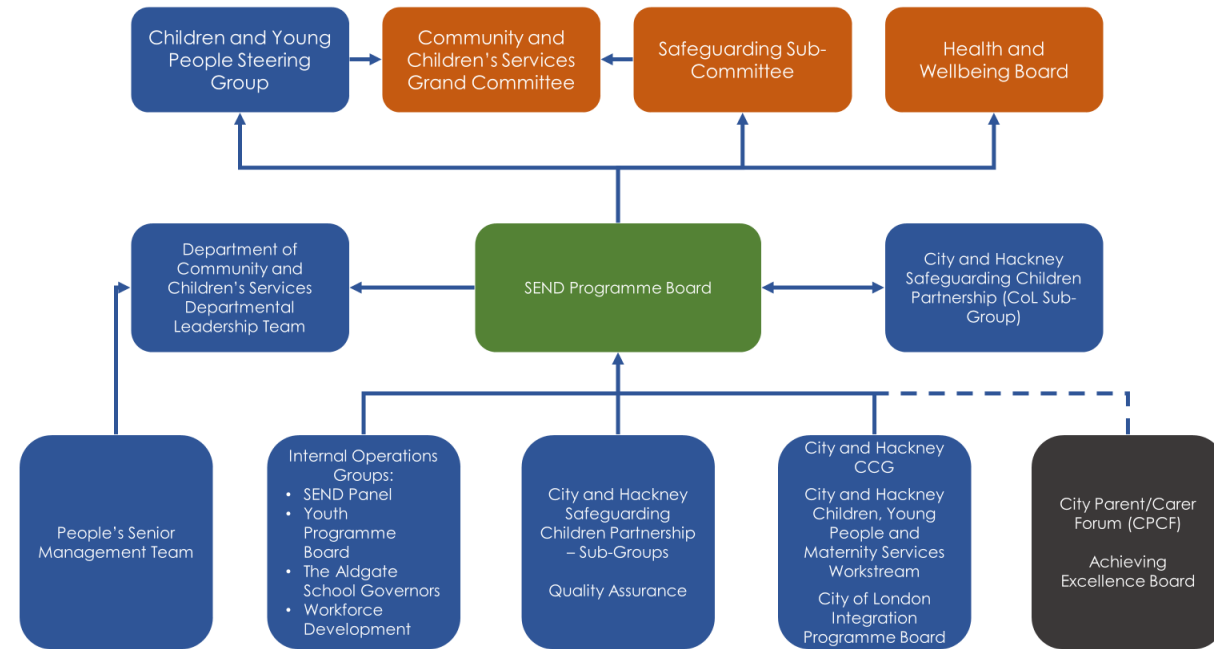 Children and Young
People Steering
Group
Community and
Children's Services
Grand Committee
Safeguarding Sub-
Committee
Health and
Wellbeing Board
Department of
Community and
Children's Services
Departmental
Leadership Team
SEND Programme Board
City and Hackney
Safeguarding Children
Partnership (CoL Sub-
Group)
People's Senior
Management Team
Internal Operations
Groups:
• SEND Panel
• Youth
Programme
Board
• The Aldgate
School Governors
• Workforce
Development
City and Hackney
Safeguarding
Children Partnership
– Sub-Groups
Quality Assurance
City and Hackney
CCG
City and Hackney
Children, Young
People and
Maternity Services
Workstream
City of London
Integration
Programme Board
City Parent/Carer
Forum (CPCF)
Achieving
Excellence Board